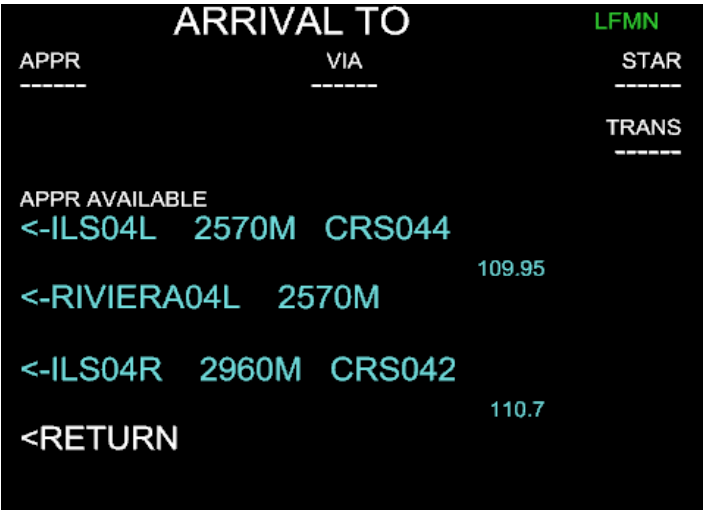 ARRIVAL TO LFMN
APPR VIA STAR
------ ------ ------
TRANS
------
APPR AVAILABLE
<-ILS04L 2570M CRS044
109.95
<-RIVIERA04L 2570M
<-ILS04R 2960M CRS042
110.7
<RETURN